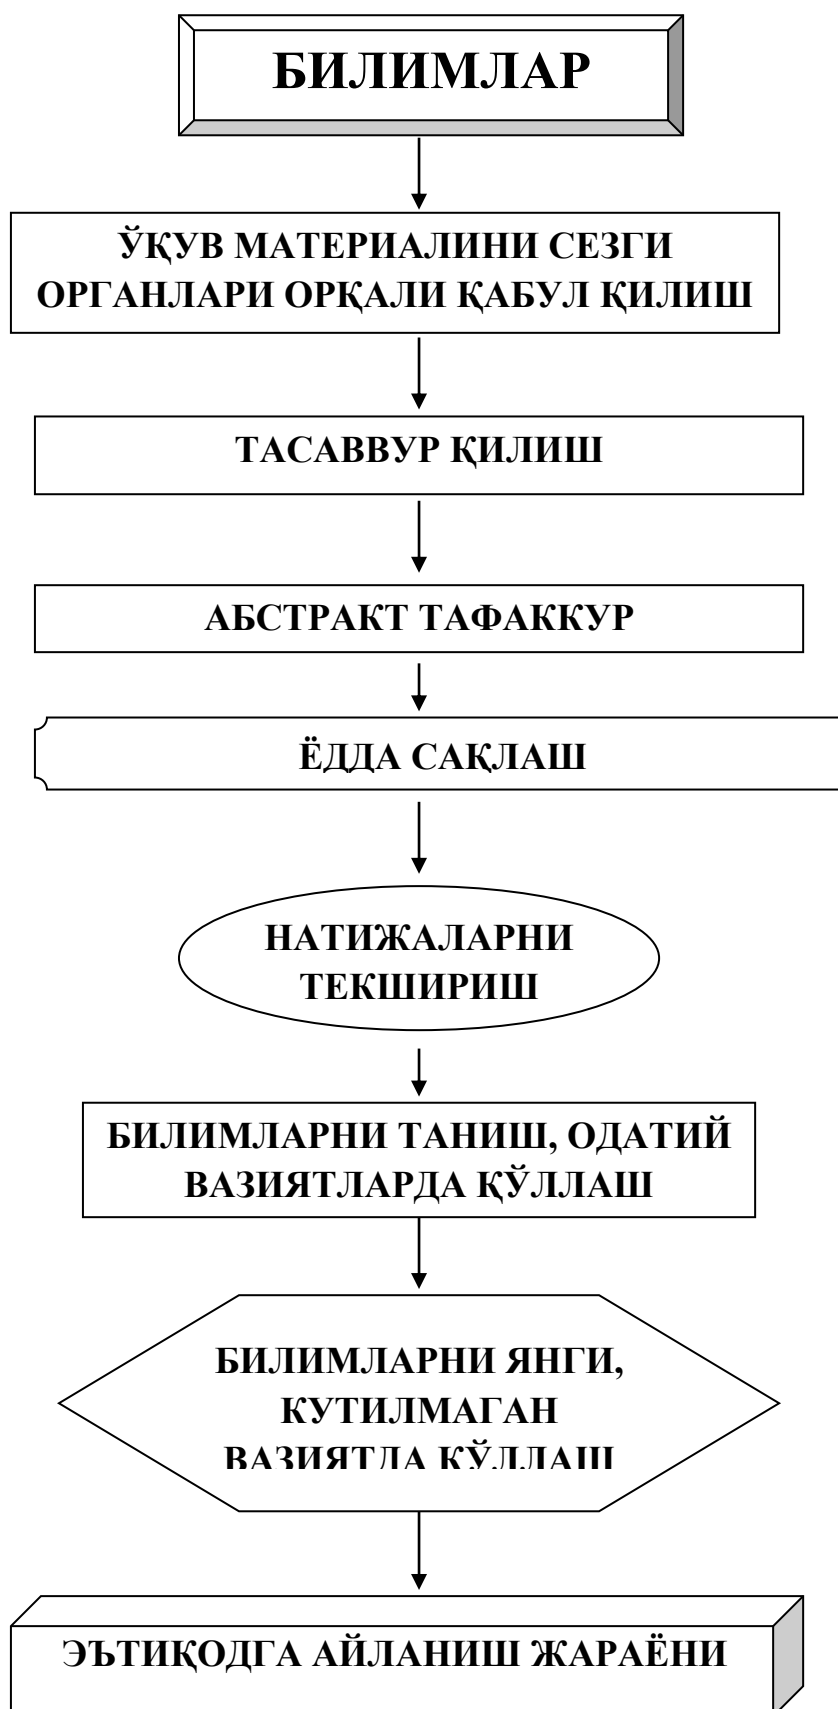 БИЛИМЛАР
ЎҚУВ МАТЕРИАЛИНИ СЕЗГИ
ОРГАНЛАРИ ОРҚАЛИ ҚАБУЛ ҚИЛИШ
ТАСАВВУР ҚИЛИШ
АБСТРАКТ ТАФАККУР
ЁДДА САҚЛАШ
НАТИЖАЛАРНИ
ТЕКШИРИШ
БИЛИМЛАРНИ ТАНИШ, ОДАТИЙ
ВАЗИЯТЛАРДА ҚЎЛЛАШ
БИЛИМЛАРНИ ЯНГИ,
КУТИЛМАГАН
ВАЗИЯТДА ҚЎЛЛАШ
ЭЪТИҚОДГА АЙЛАНИШ ЖАРАЁНИ